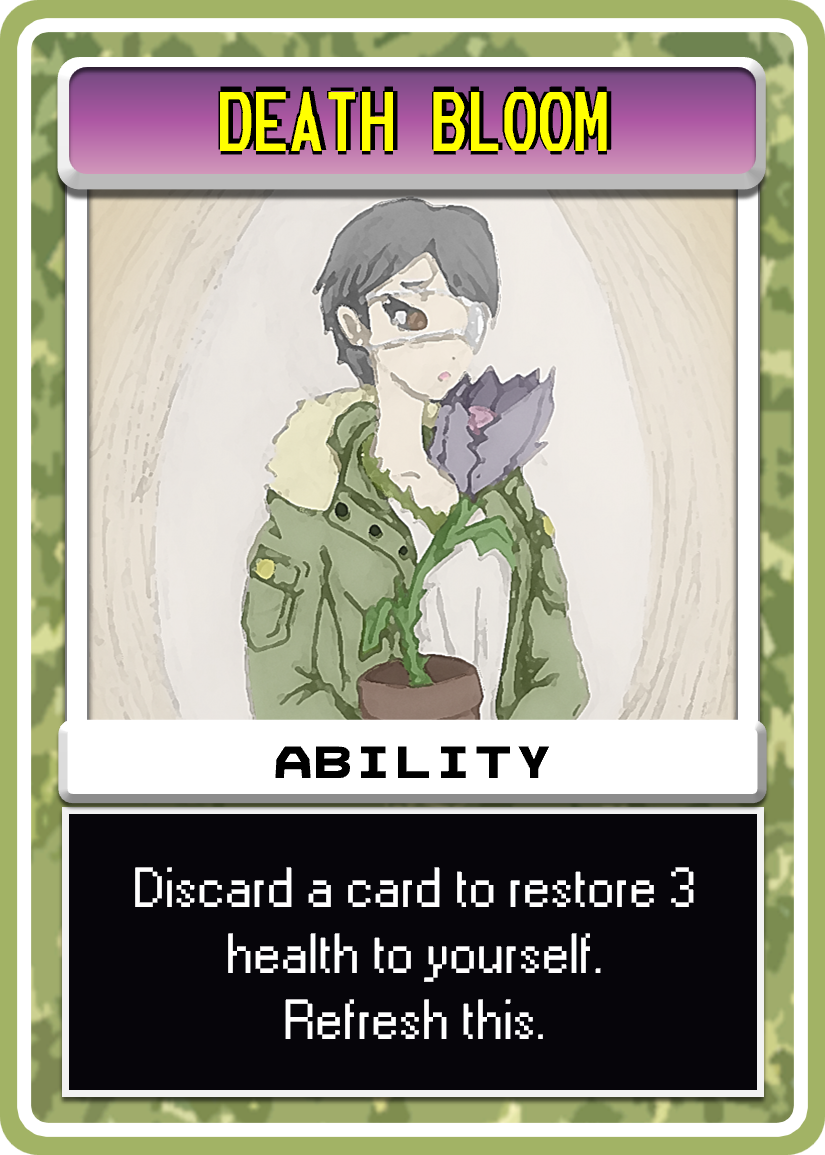 DEATH BLOOM
ABILITY
Discard a card to restore 3
health to yourself.
Refresh this.